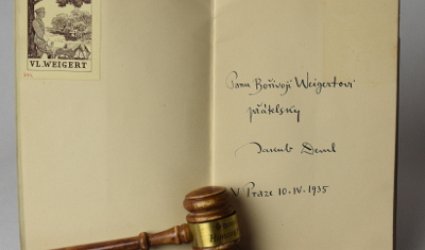 VL. WEIGERT
Panu Bořivoji Weigertovi
přátelsky
Jakub Deml
V Praze 10.IV.1935